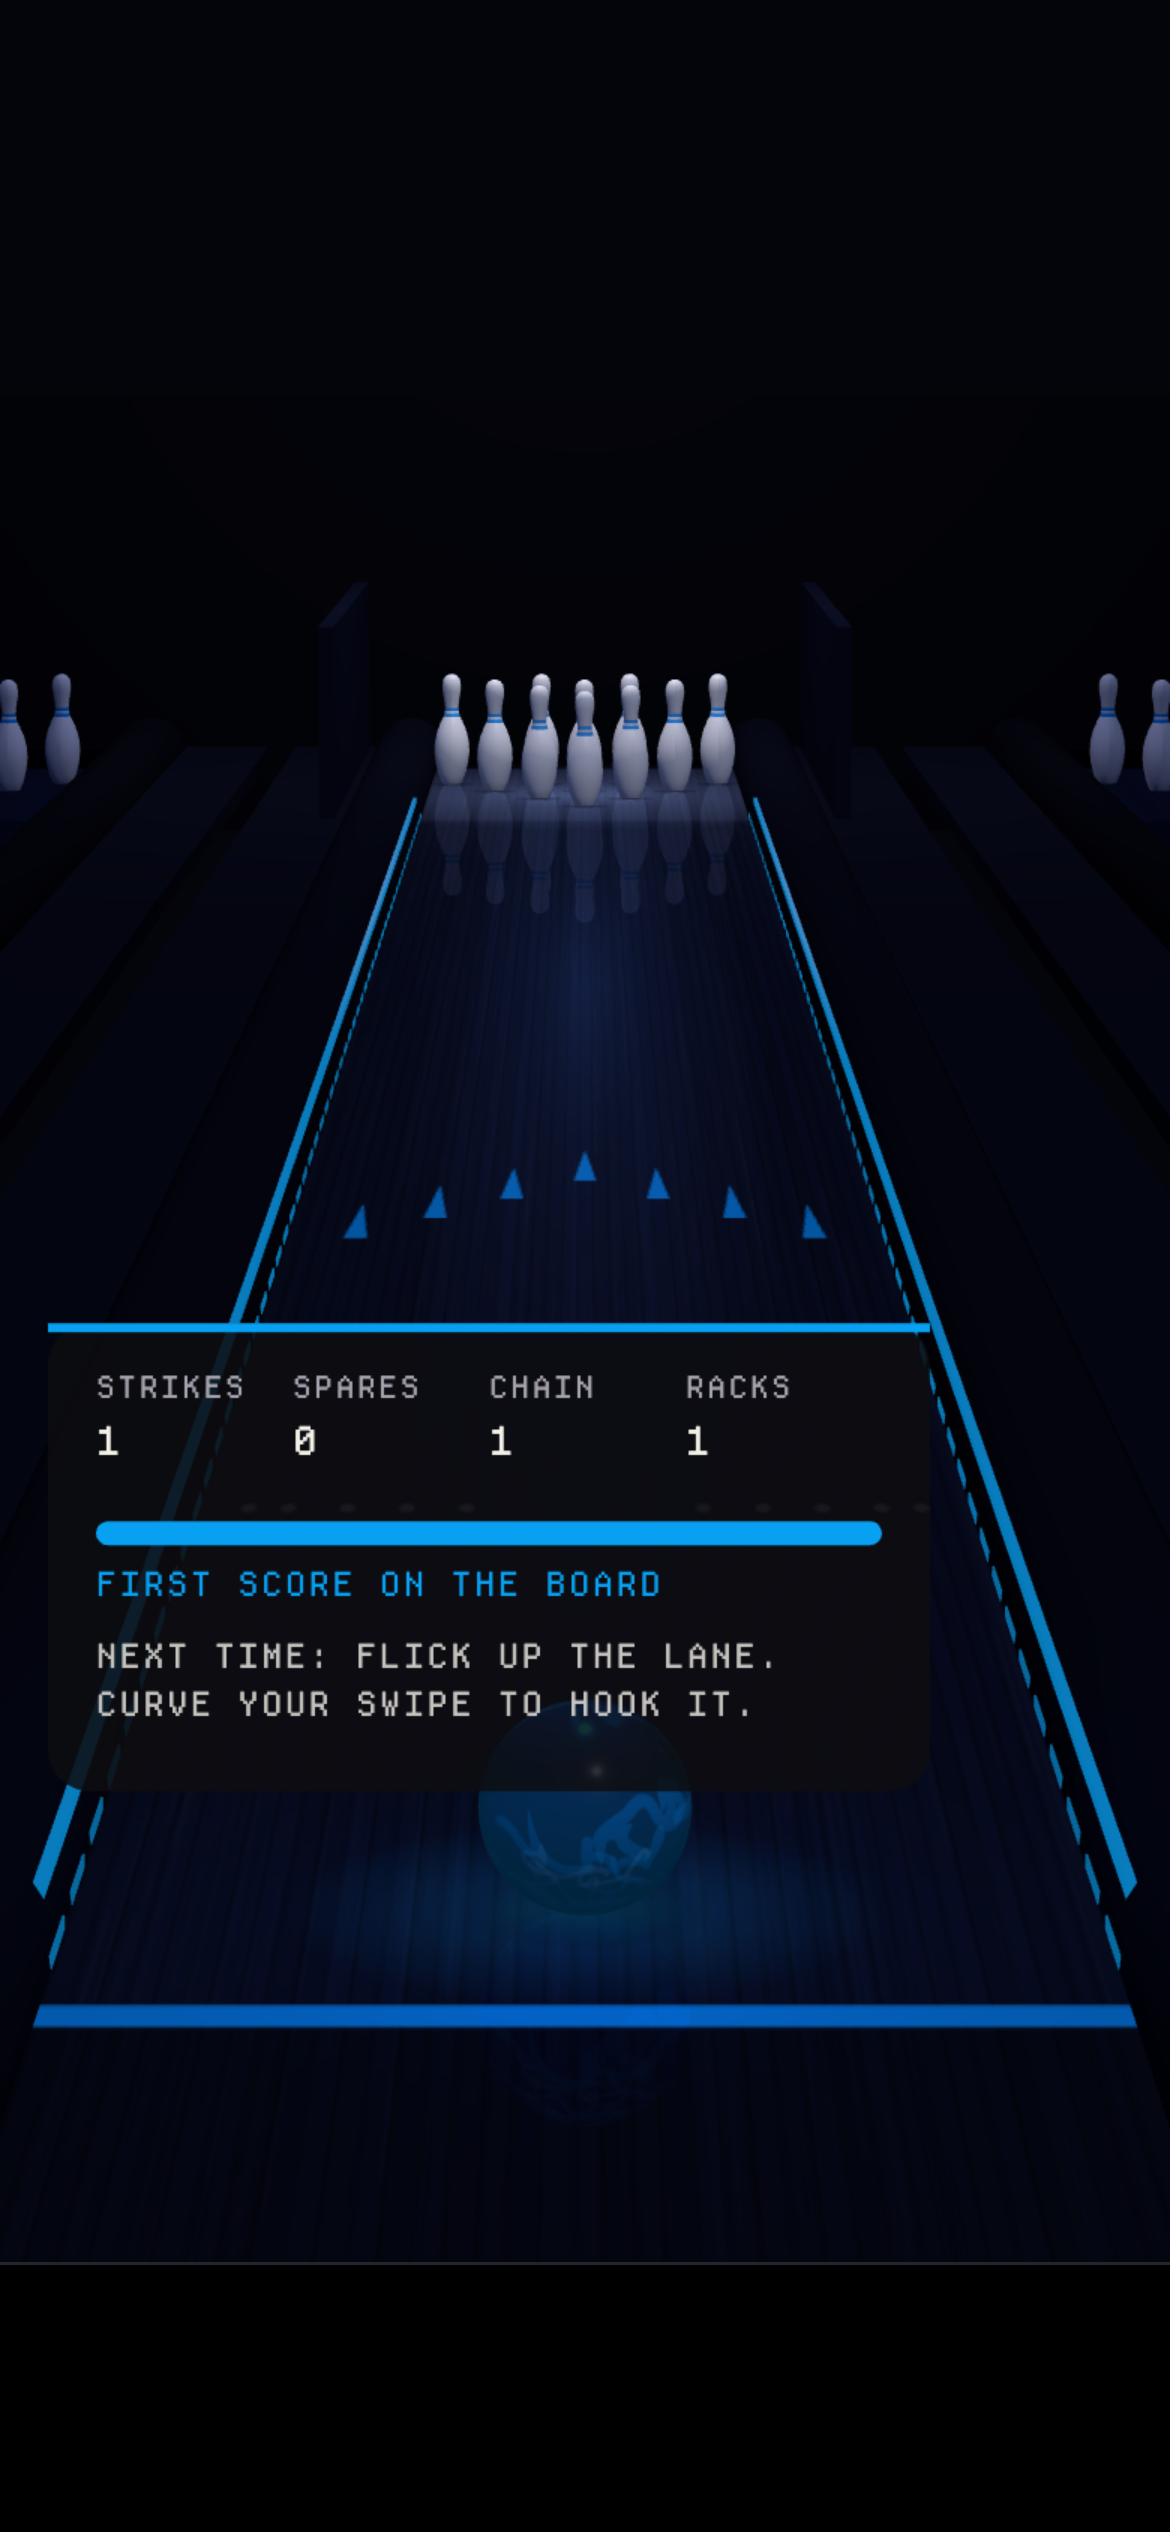 STRIKES SPARES CHAIN RACKS
1 0 1 1
FIRST SCORE ON THE BOARD
NEXT TIME: FLICK UP THE LANE.
CURVE YOUR SWIPE TO HOOK IT.